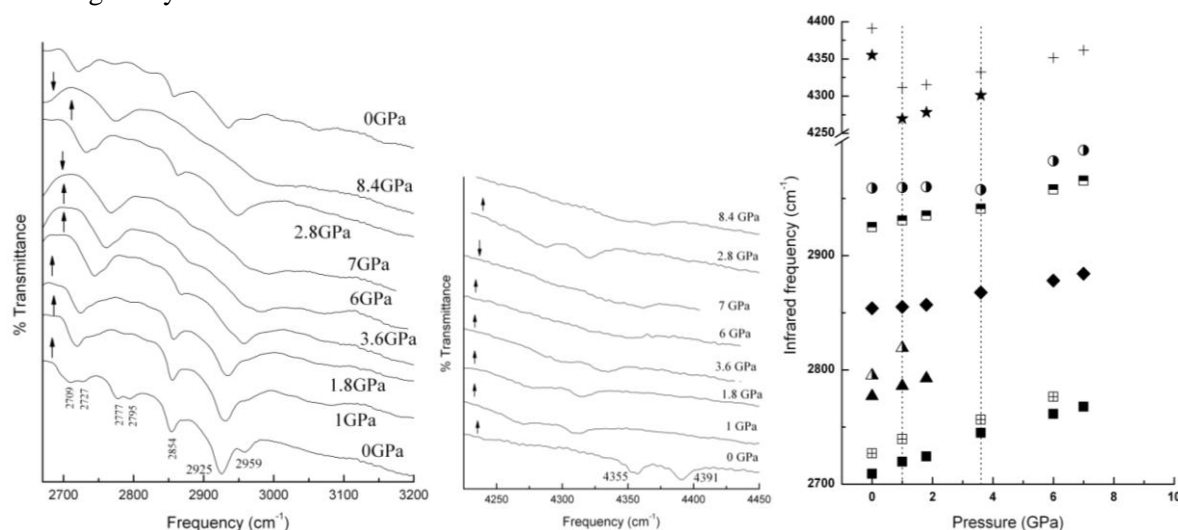 0GPa
8.4GPa
2.8GPa
7GPa
6GPa
3.6GPa
1.8GPa
1GPa
0GPa
2709
2727
2777
2795
2854
2925
2959
% Transmittance
2700 2800 2900 3000 3100 3200
Frequency (cm-1)
8.4 GPa
2.8 GPa
7 GPa
6 GPa
3.6 GPa
1.8 GPa
1 GPa
0 GPa
4355
4391
% Transmittance
4250 4300 4350 4400 4450
Frequency (cm-1)
4400
4350
4300
4250
2900
2800
2700
Infrared frequency (cm-1)
0 2 4 6 8 10
Pressure (GPa)